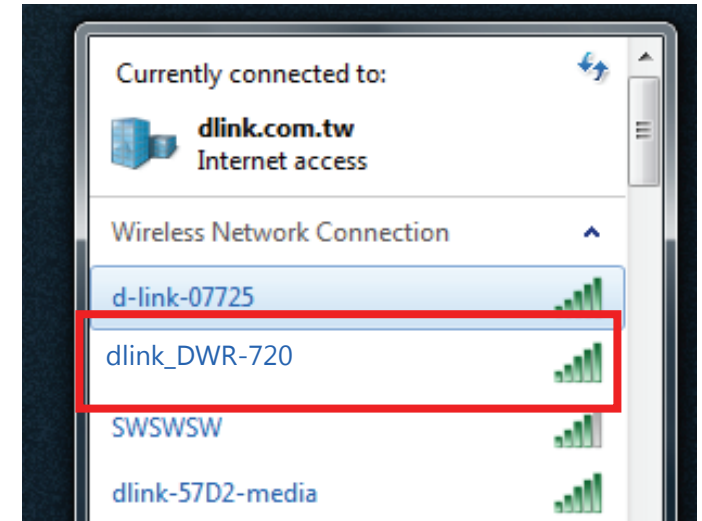 Currently connected to:
dlink.com.tw
Internet access
Wireless Network Connection
d-link-07725
dlink_DWR-720
SWSWSW
dlink-57D2-media